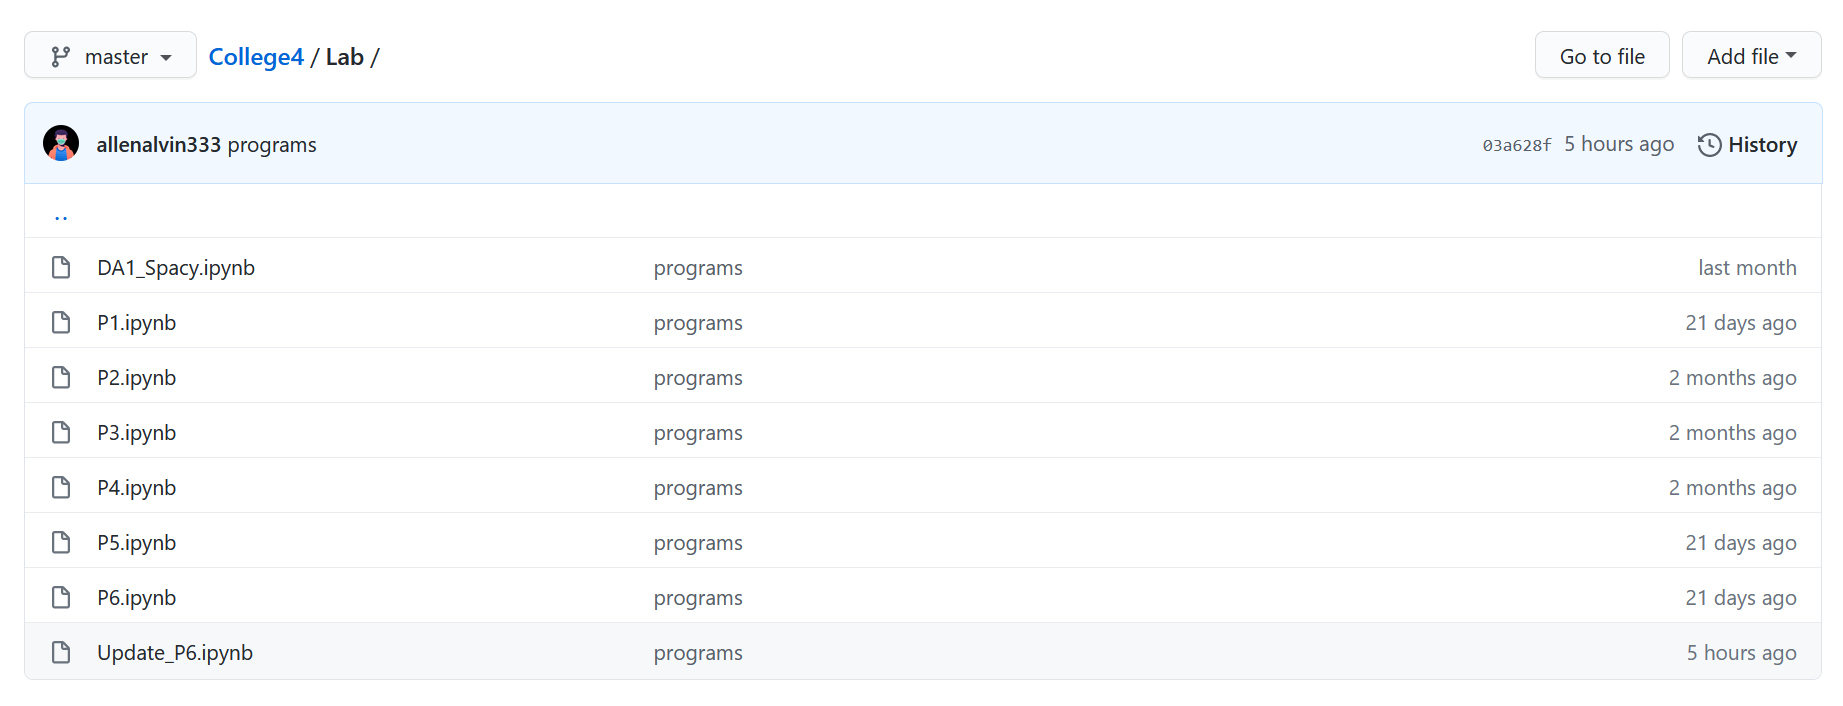 master College4 / Lab / Go to file Add file
allenalvin333 programs 03a628f 5 hours ago History
..
DA1_Spacy.ipynb programs last month
P1.ipynb programs 21 days ago
P2.ipynb programs 2 months ago
P3.ipynb programs 2 months ago
P4.ipynb programs 2 months ago
P5.ipynb programs 21 days ago
P6.ipynb programs 21 days ago
Update_P6.ipynb programs 5 hours ago